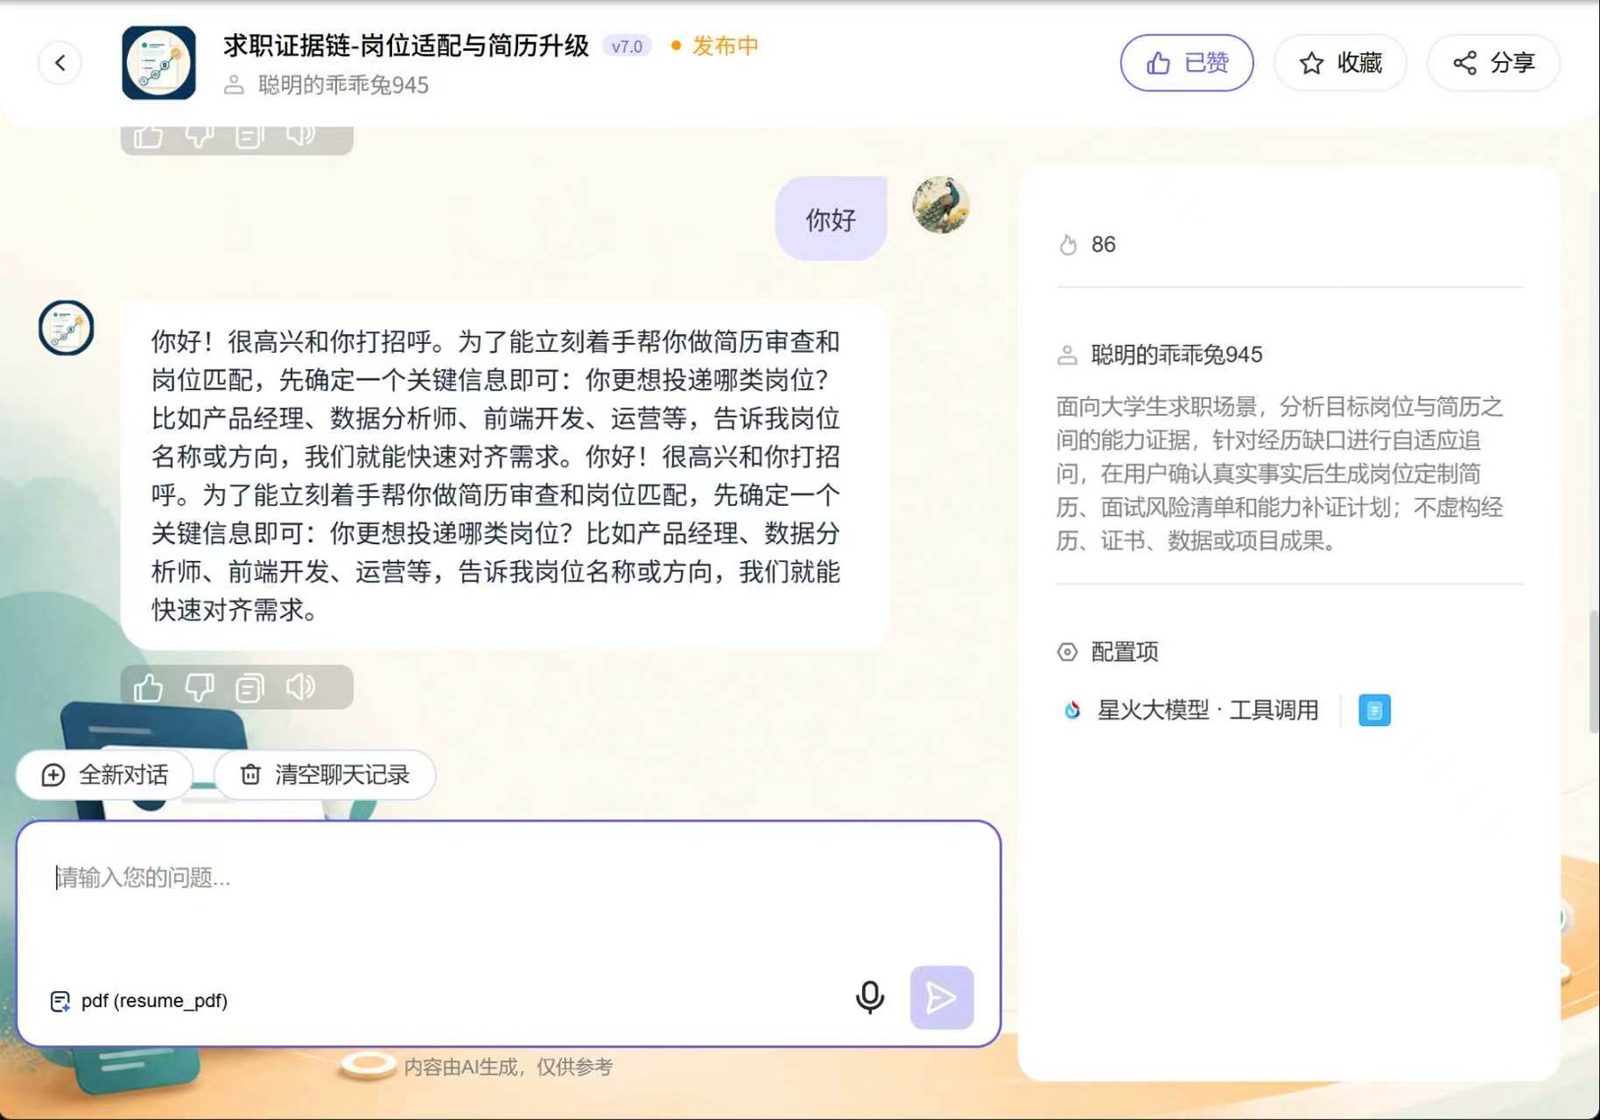 求职证据链-岗位适配与简历升级 v7.0 发布中
聪明的乖乖兔945
已赞 收藏 分享
你好
你好！很高兴和你打招呼。为了能立刻着手帮你做简历审查和
岗位匹配，先确定一个关键信息即可：你更想投递哪类岗位？
比如产品经理、数据分析师、前端开发、运营等，告诉我岗位
名称或方向，我们就能快速对齐需求。你好！很高兴和你打招
呼。为了能立刻着手帮你做简历审查和岗位匹配，先确定一个
关键信息即可：你更想投递哪类岗位？比如产品经理、数据分
析师、前端开发、运营等，告诉我岗位名称或方向，我们就能
快速对齐需求。
全新对话 清空聊天记录
请输入您的问题...
pdf (resume_pdf)
内容由AI生成，仅供参考
86
聪明的乖乖兔945
面向大学生求职场景，分析目标岗位与简历之
间的能力证据，针对经历缺口进行自适应追
问，在用户确认真实事实后生成岗位定制简
历、面试风险清单和能力补证计划；不虚构经
历、证书、数据或项目成果。
配置项
星火大模型 · 工具调用